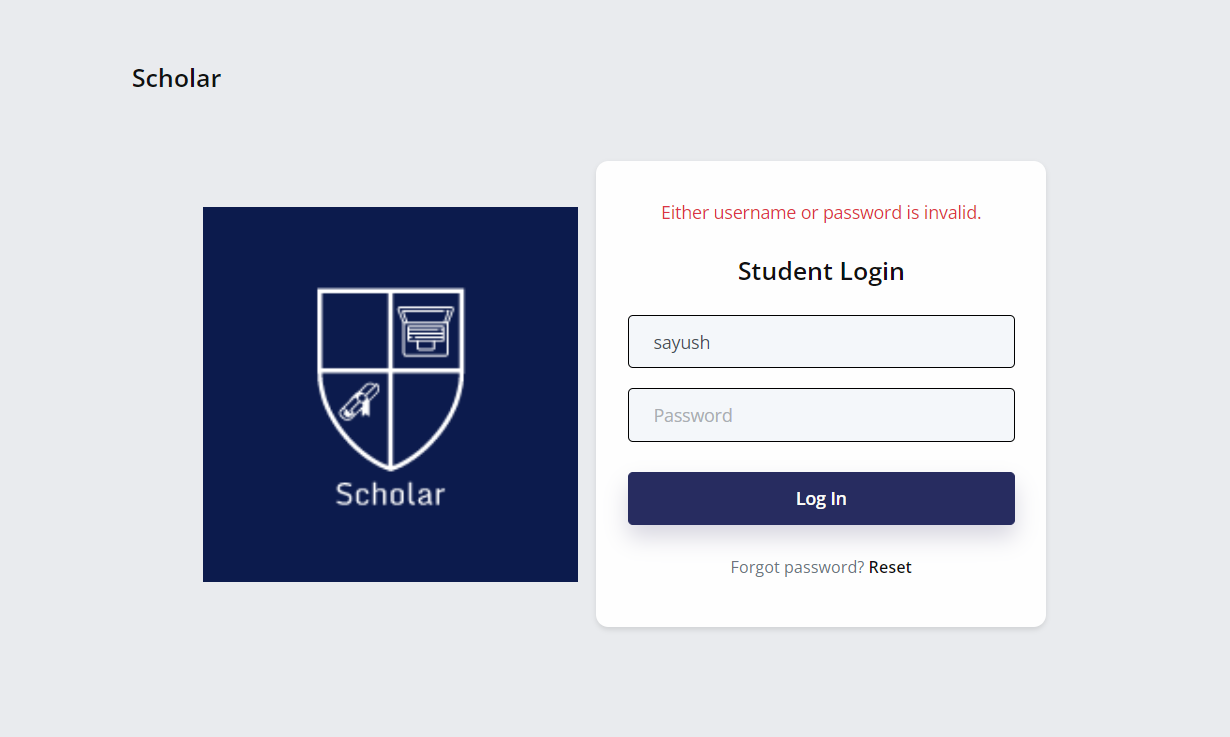 Scholar
Scholar
Either username or password is invalid.
Student Login
sayush
Password
Log In
Forgot password? Reset